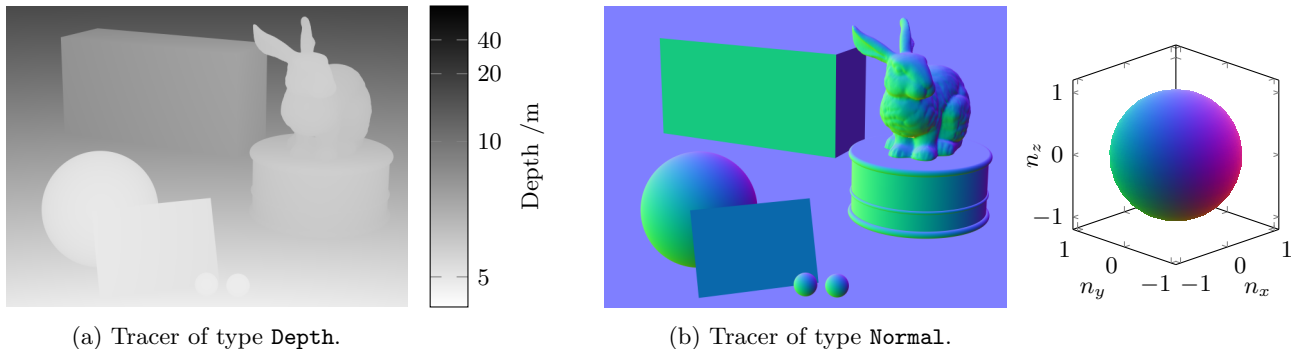 40
20
10
5
Depth /m
1
0
−1
n_z
1
0
−1
n_y
−1
0
1
n_x
(a) Tracer of type Depth.
(b) Tracer of type Normal.